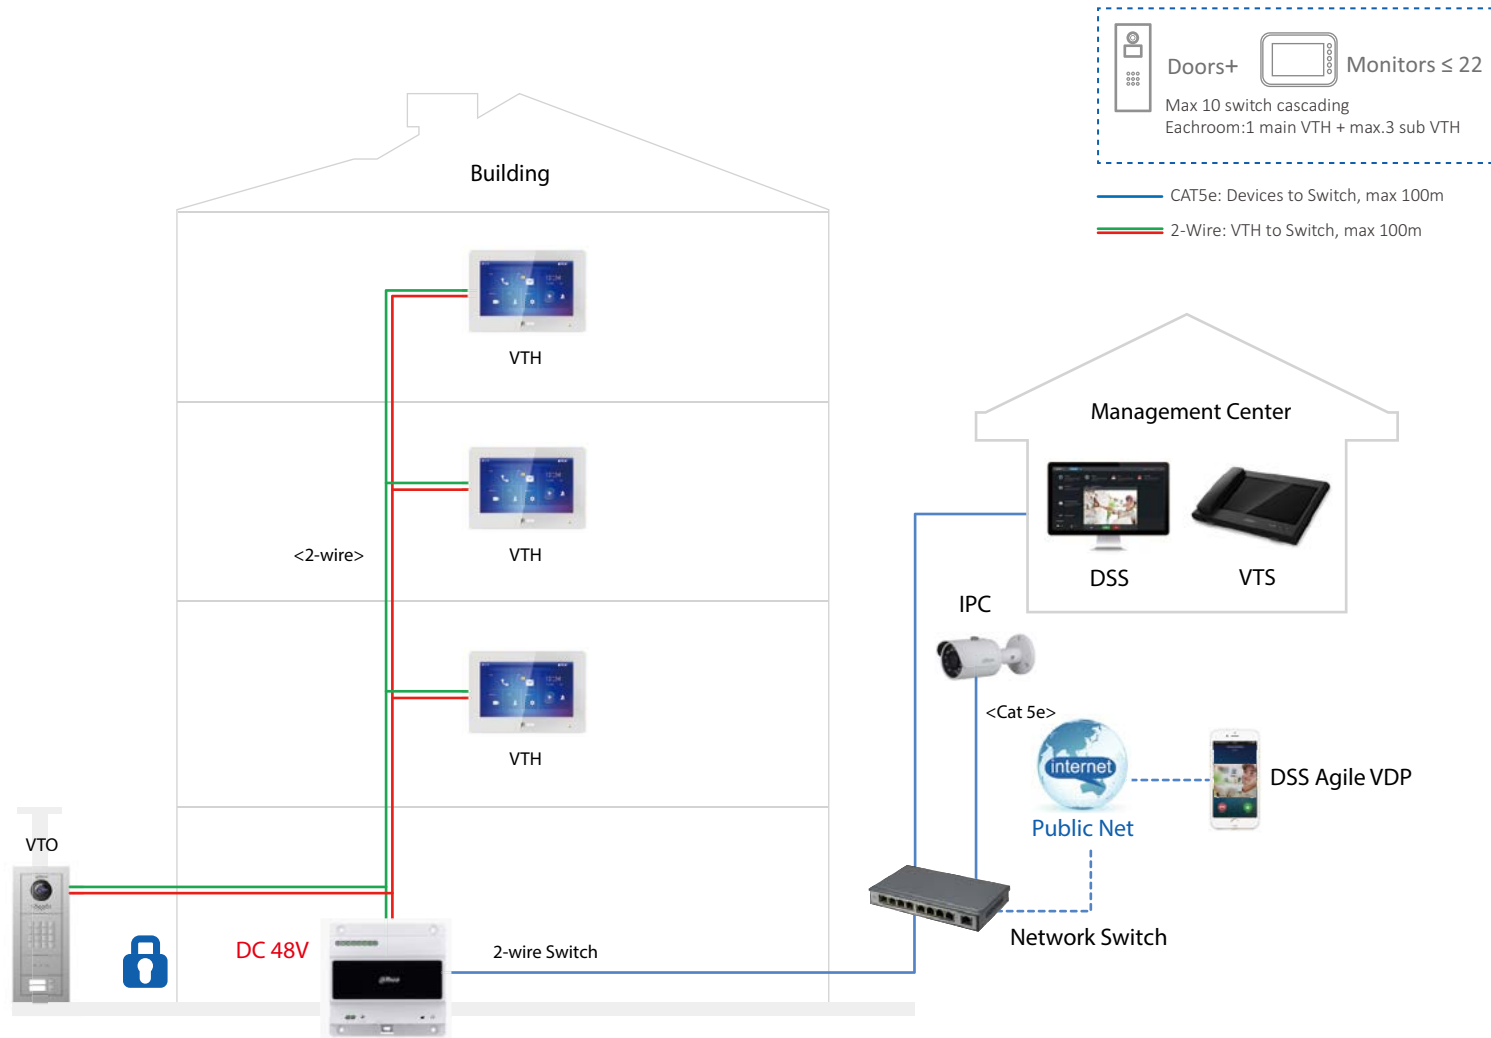 Doors+
Monitors ≤ 22
Max 10 switch cascading
Eachroom:1 main VTH + max.3 sub VTH
CAT5e: Devices to Switch, max 100m
2-Wire: VTH to Switch, max 100m
Building
VTH
<2-wire>
VTH
VTH
Management Center
DSS
VTS
IPC
<Cat 5e>
internet
Public Net
DSS Agile VDP
VTO
DC 48V
2-wire Switch
Network Switch
alhua